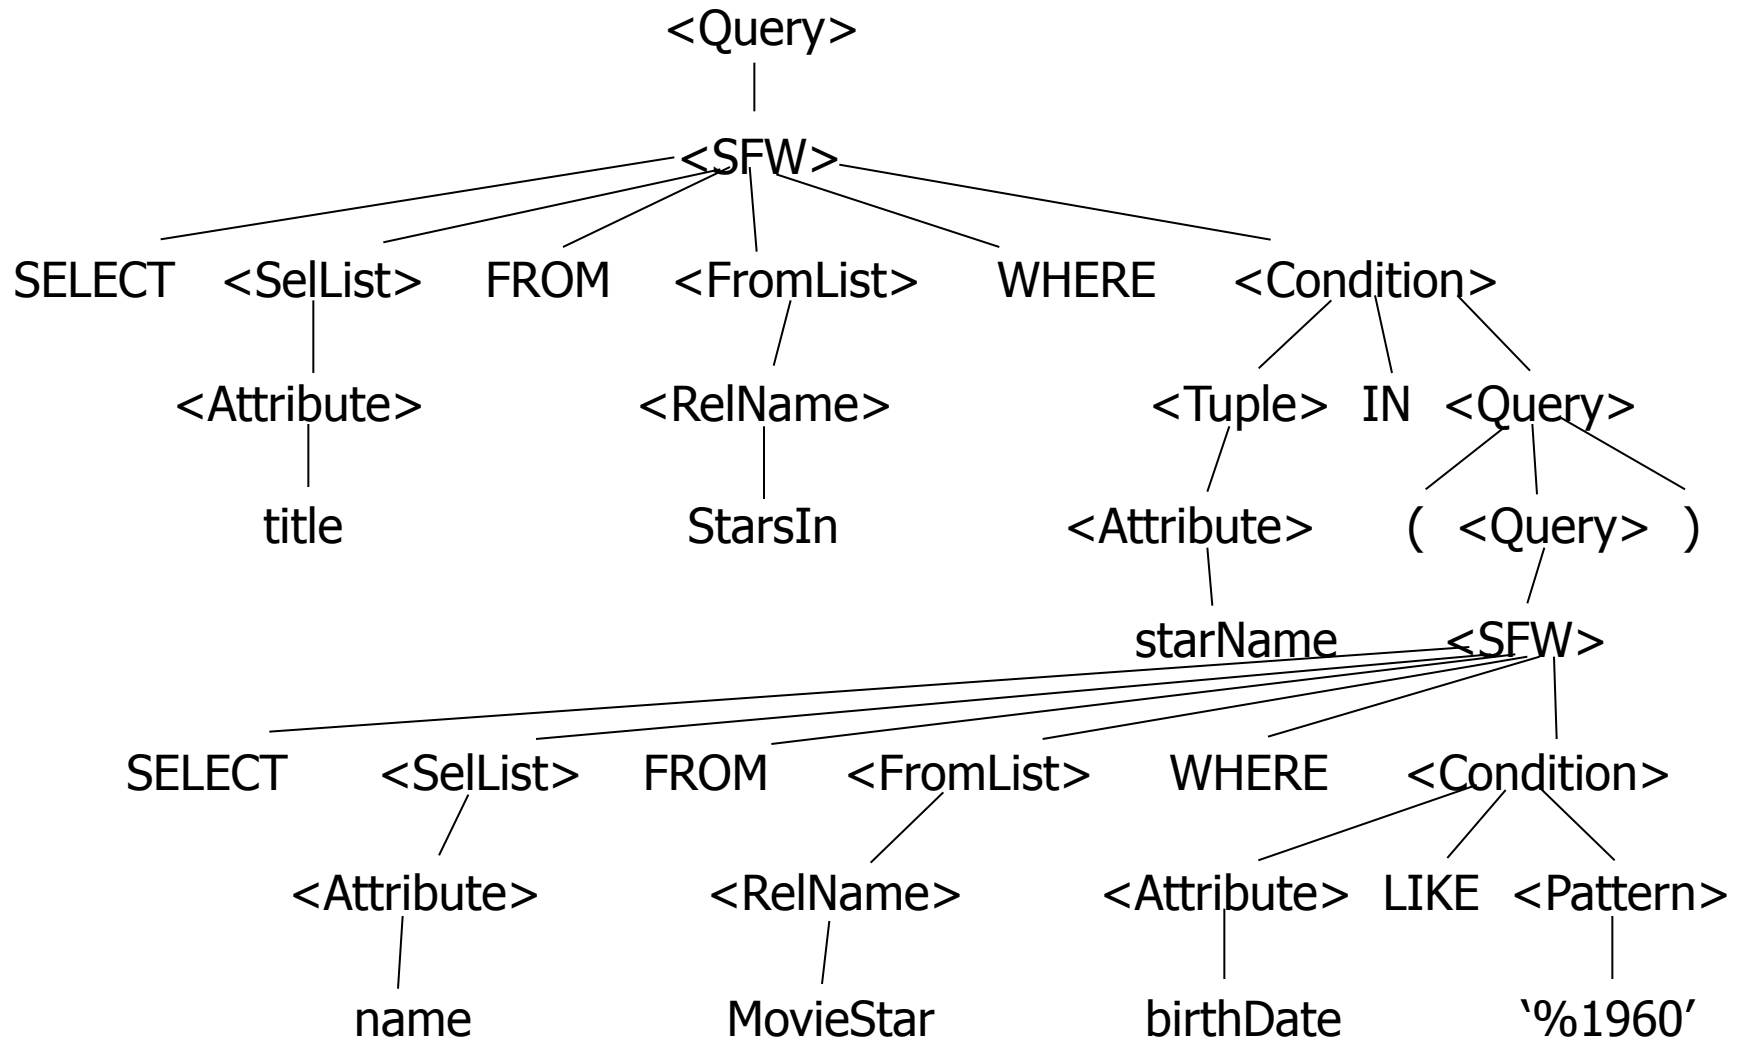 <Query>
<SFW>
SELECT <SelList> FROM <FromList> WHERE <Condition>
<Attribute> <RelName> <Tuple> IN <Query>
title StarsIn <Attribute> ( <Query> )
starName <SFW>
SELECT <SelList> FROM <FromList> WHERE <Condition>
<Attribute> <RelName> <Attribute> LIKE <Pattern>
name MovieStar birthDate ‘%1960’